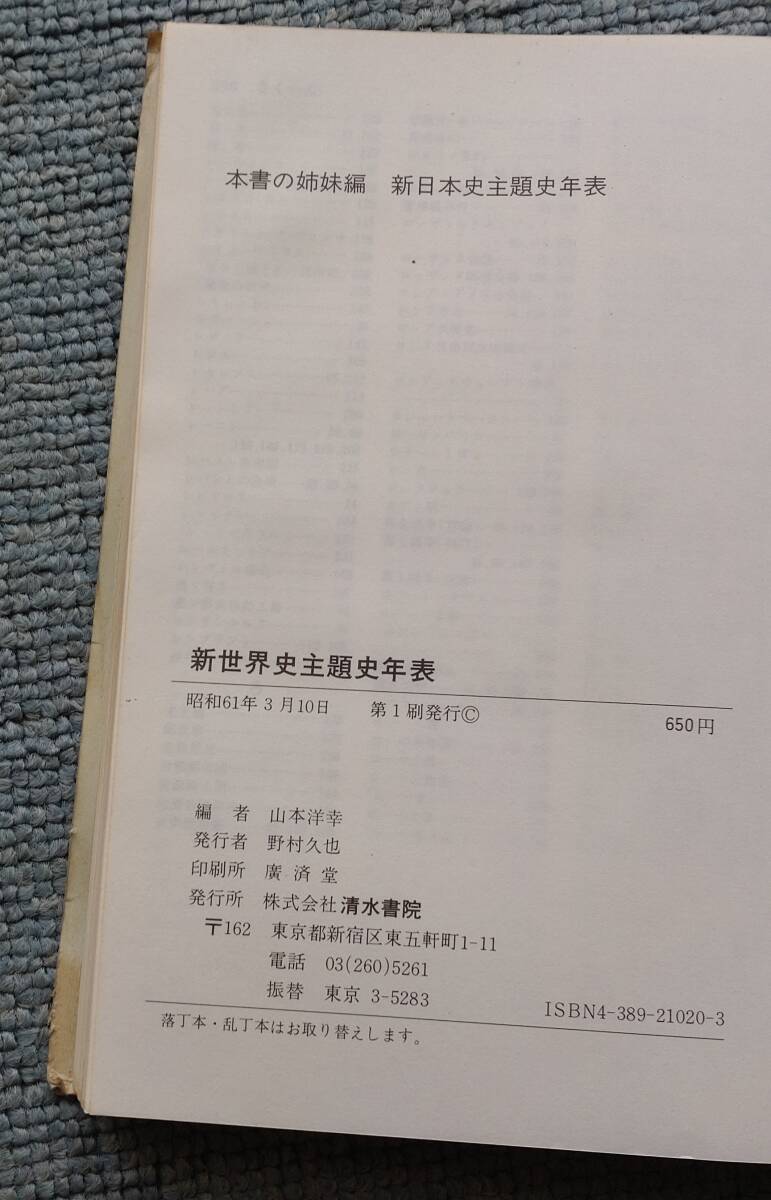 本書の姉妹編　新日本史主題史年表
新世界史主題史年表
昭和61年3月10日　第1刷発行©　650円
編　者　山本洋幸
発行者　野村久也
印刷所　廣済堂
発行所　株式会社清水書院
〒162　東京都新宿区東五軒町1-11
電話　03(260)5261
振替　東京 3-5283
ISBN4-389-21020-3
落丁本・乱丁本はお取り替えします。